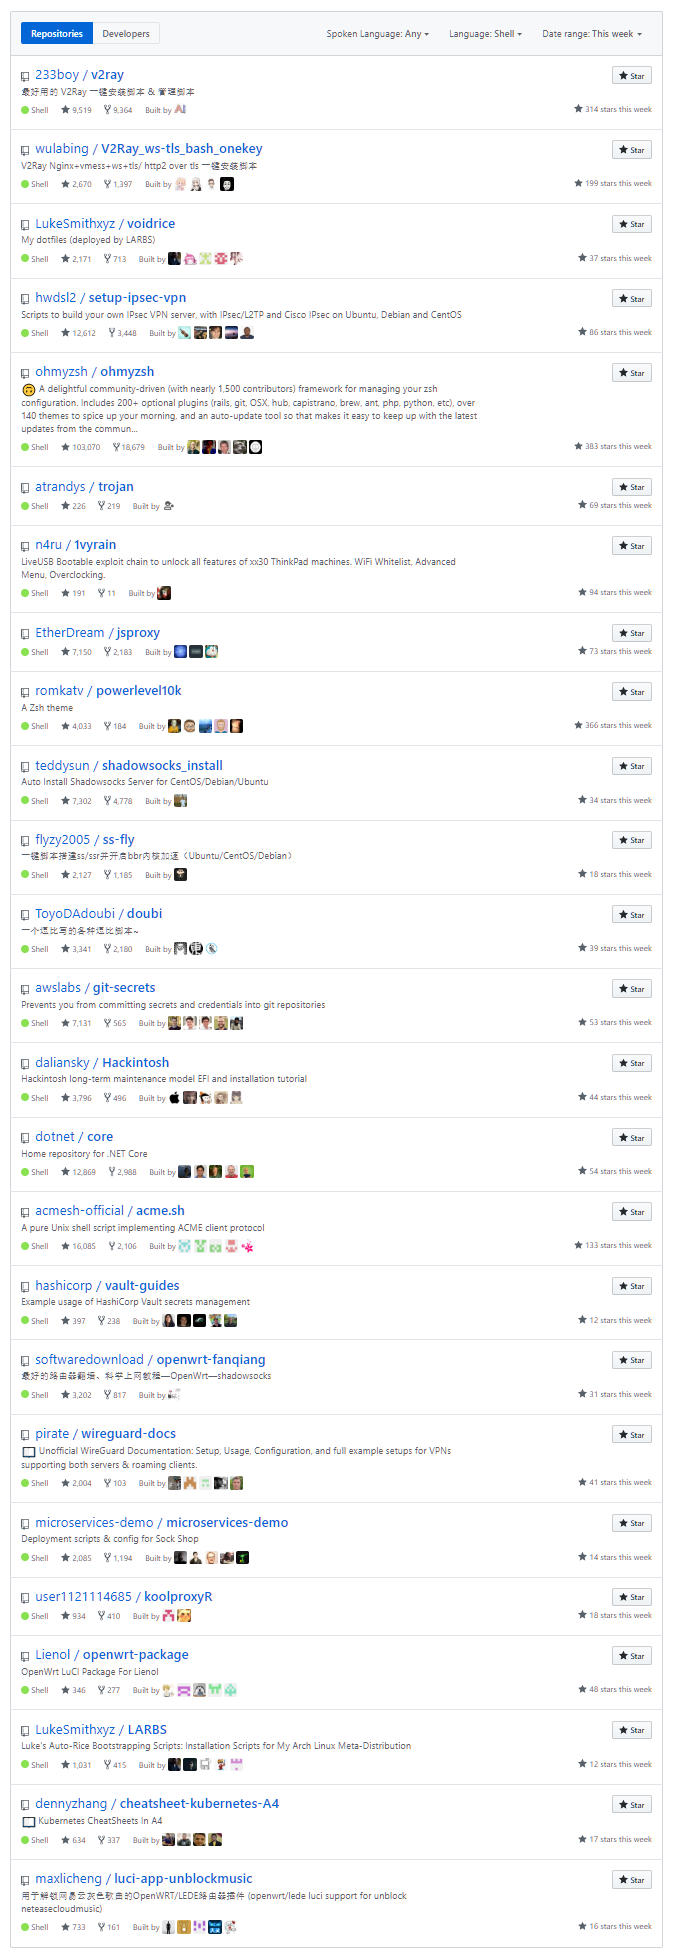 Repositories Developers Spoken Language: Any Language: Shell Date range: This week
233boy / v2ray Star
最好用的 V2Ray 一键安装脚本 & 管理脚本
Shell 9,519 9,364 Built by 314 stars this week
wulabing / V2Ray_ws-tls_bash_onekey Star
V2Ray Nginx+vmess+ws+tls/ http2 over tls 一键安装脚本
Shell 2,670 1,397 Built by 199 stars this week
LukeSmithxyz / voidrice Star
My dotfiles (deployed by LARBS)
Shell 2,171 713 Built by 37 stars this week
hwdsl2 / setup-ipsec-vpn Star
Scripts to build your own IPsec VPN server, with IPsec/L2TP and Cisco IPsec on Ubuntu, Debian and CentOS
Shell 12,612 3,448 Built by 86 stars this week
ohmyzsh / ohmyzsh Star
🙃 A delightful community-driven (with nearly 1,500 contributors) framework for managing your zsh
configuration. Includes 200+ optional plugins (rails, git, OSX, hub, capistrano, brew, ant, php, python, etc), over
140 themes to spice up your morning, and an auto-update tool so that makes it easy to keep up with the latest
updates from the commun...
Shell 103,070 18,679 Built by 383 stars this week
atrandys / trojan Star
Shell 226 219 Built by 69 stars this week
n4ru / 1vyrain Star
LiveUSB Bootable exploit chain to unlock all features of xx30 ThinkPad machines. WiFi Whitelist, Advanced
Menu, Overclocking.
Shell 191 11 Built by 94 stars this week
EtherDream / jsproxy Star
Shell 7,150 2,183 Built by 73 stars this week
romkatv / powerlevel10k Star
A Zsh theme
Shell 4,033 184 Built by 366 stars this week
teddysun / shadowsocks_install Star
Auto Install Shadowsocks Server for CentOS/Debian/Ubuntu
Shell 7,302 4,778 Built by 34 stars this week
flyzy2005 / ss-fly Star
一键脚本搭建ss/ssr并开启bbr内核加速（Ubuntu/CentOS/Debian）
Shell 2,127 1,185 Built by 18 stars this week
ToyoDAdoubi / doubi Star
一个逗比写的各种逗比脚本~
Shell 3,341 2,180 Built by 39 stars this week
awslabs / git-secrets Star
Prevents you from committing secrets and credentials into git repositories
Shell 7,131 565 Built by 53 stars this week
daliansky / Hackintosh Star
Hackintosh long-term maintenance model EFI and installation tutorial
Shell 3,796 496 Built by 44 stars this week
dotnet / core Star
Home repository for .NET Core
Shell 12,869 2,988 Built by 54 stars this week
acmesh-official / acme.sh Star
A pure Unix shell script implementing ACME client protocol
Shell 16,085 2,106 Built by 133 stars this week
hashicorp / vault-guides Star
Example usage of HashiCorp Vault secrets management
Shell 397 238 Built by 12 stars this week
softwaredownload / openwrt-fanqiang Star
最好的路由器翻墙、科学上网教程—OpenWrt—shadowsocks
Shell 3,202 817 Built by 31 stars this week
pirate / wireguard-docs Star
Unofficial WireGuard Documentation: Setup, Usage, Configuration, and full example setups for VPNs
supporting both servers & roaming clients.
Shell 2,004 103 Built by 41 stars this week
microservices-demo / microservices-demo Star
Deployment scripts & config for Sock Shop
Shell 2,085 1,194 Built by 14 stars this week
user1121114685 / koolproxyR Star
Shell 934 410 Built by 18 stars this week
Lienol / openwrt-package Star
OpenWrt LuCI Package For Lienol
Shell 346 277 Built by 48 stars this week
LukeSmithxyz / LARBS Star
Luke's Auto-Rice Bootstrapping Scripts: Installation Scripts for My Arch Linux Meta-Distribution
Shell 1,031 415 Built by 12 stars this week
dennyzhang / cheatsheet-kubernetes-A4 Star
Kubernetes CheatSheets In A4
Shell 634 337 Built by 17 stars this week
maxlicheng / luci-app-unblockmusic Star
用于解锁网易云灰色歌曲的OpenWRT/LEDE路由器插件 (openwrt/lede luci support for unblock
neteasecloudmusic)
Shell 733 161 Built by 16 stars this week